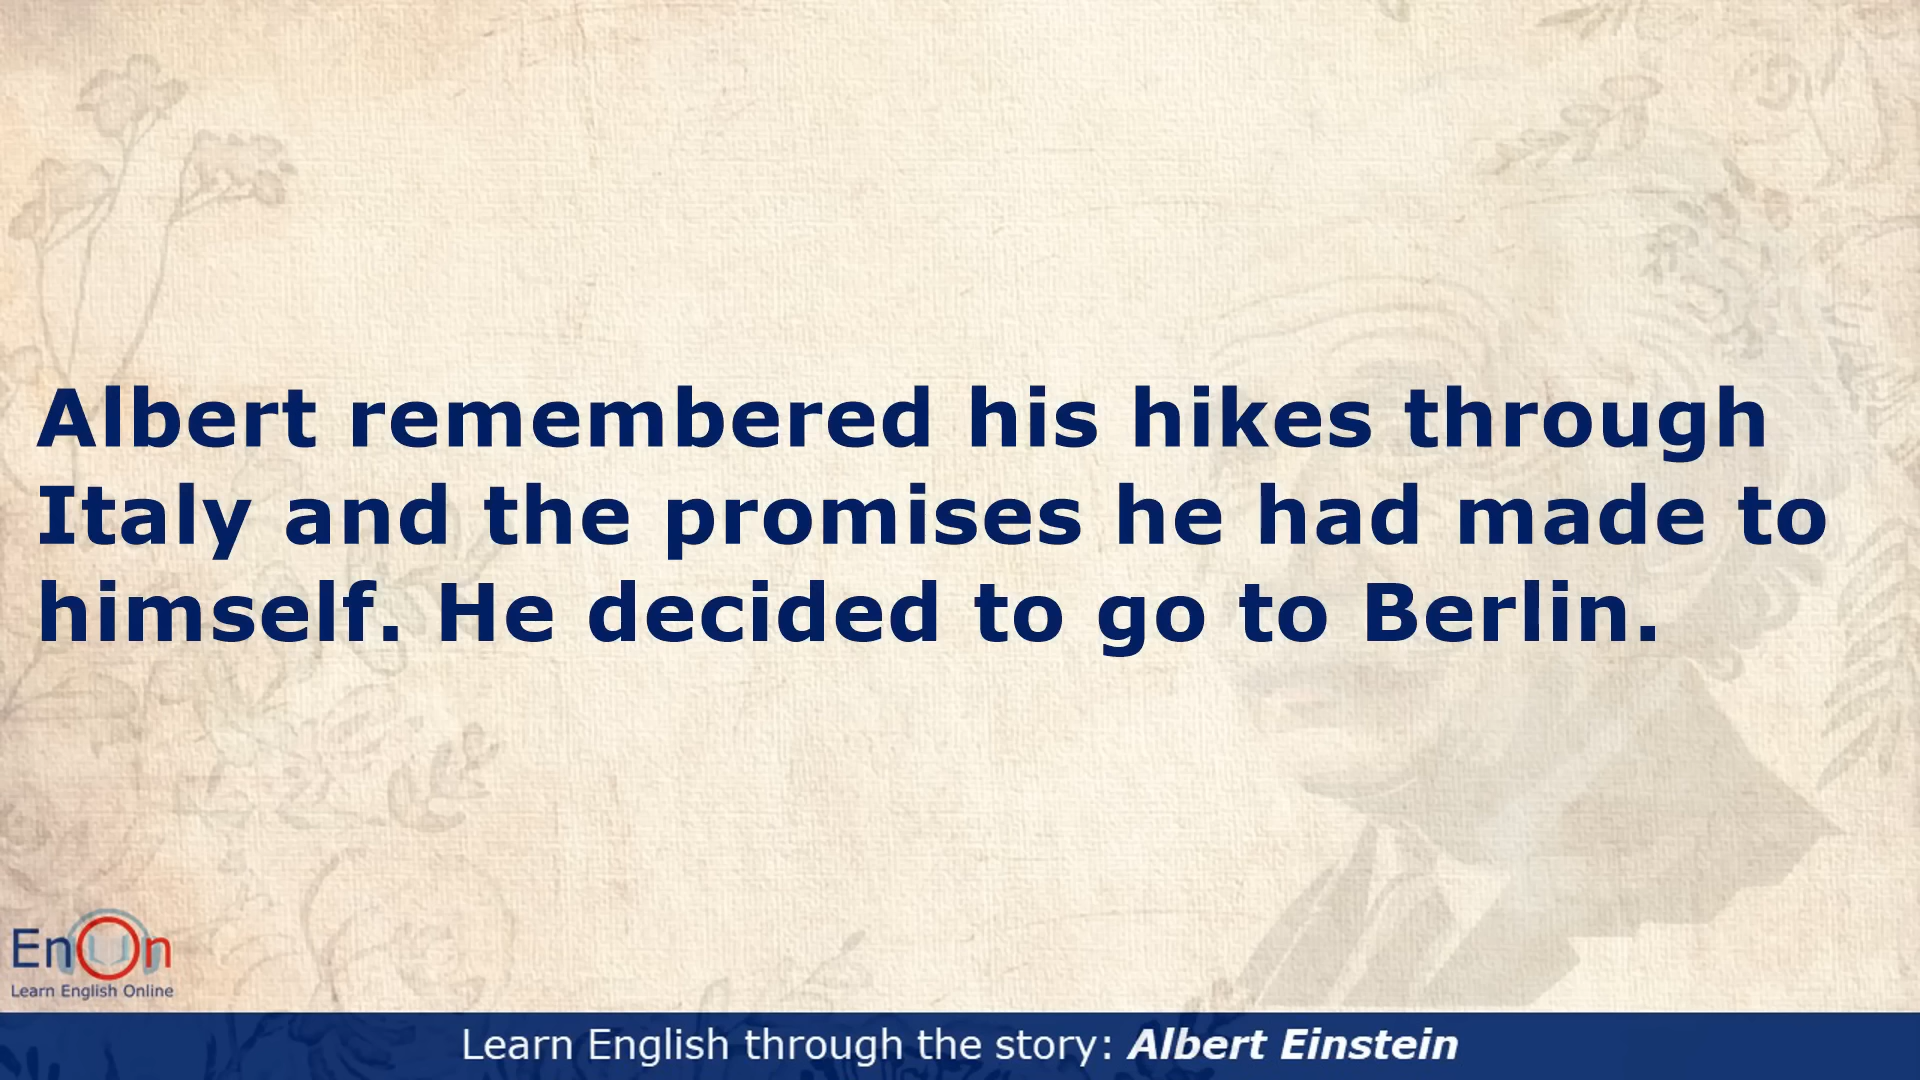 Albert remembered his hikes through
Italy and the promises he had made to
himself. He decided to go to Berlin.
EnOn
Learn English Online
Learn English through the story: Albert Einstein